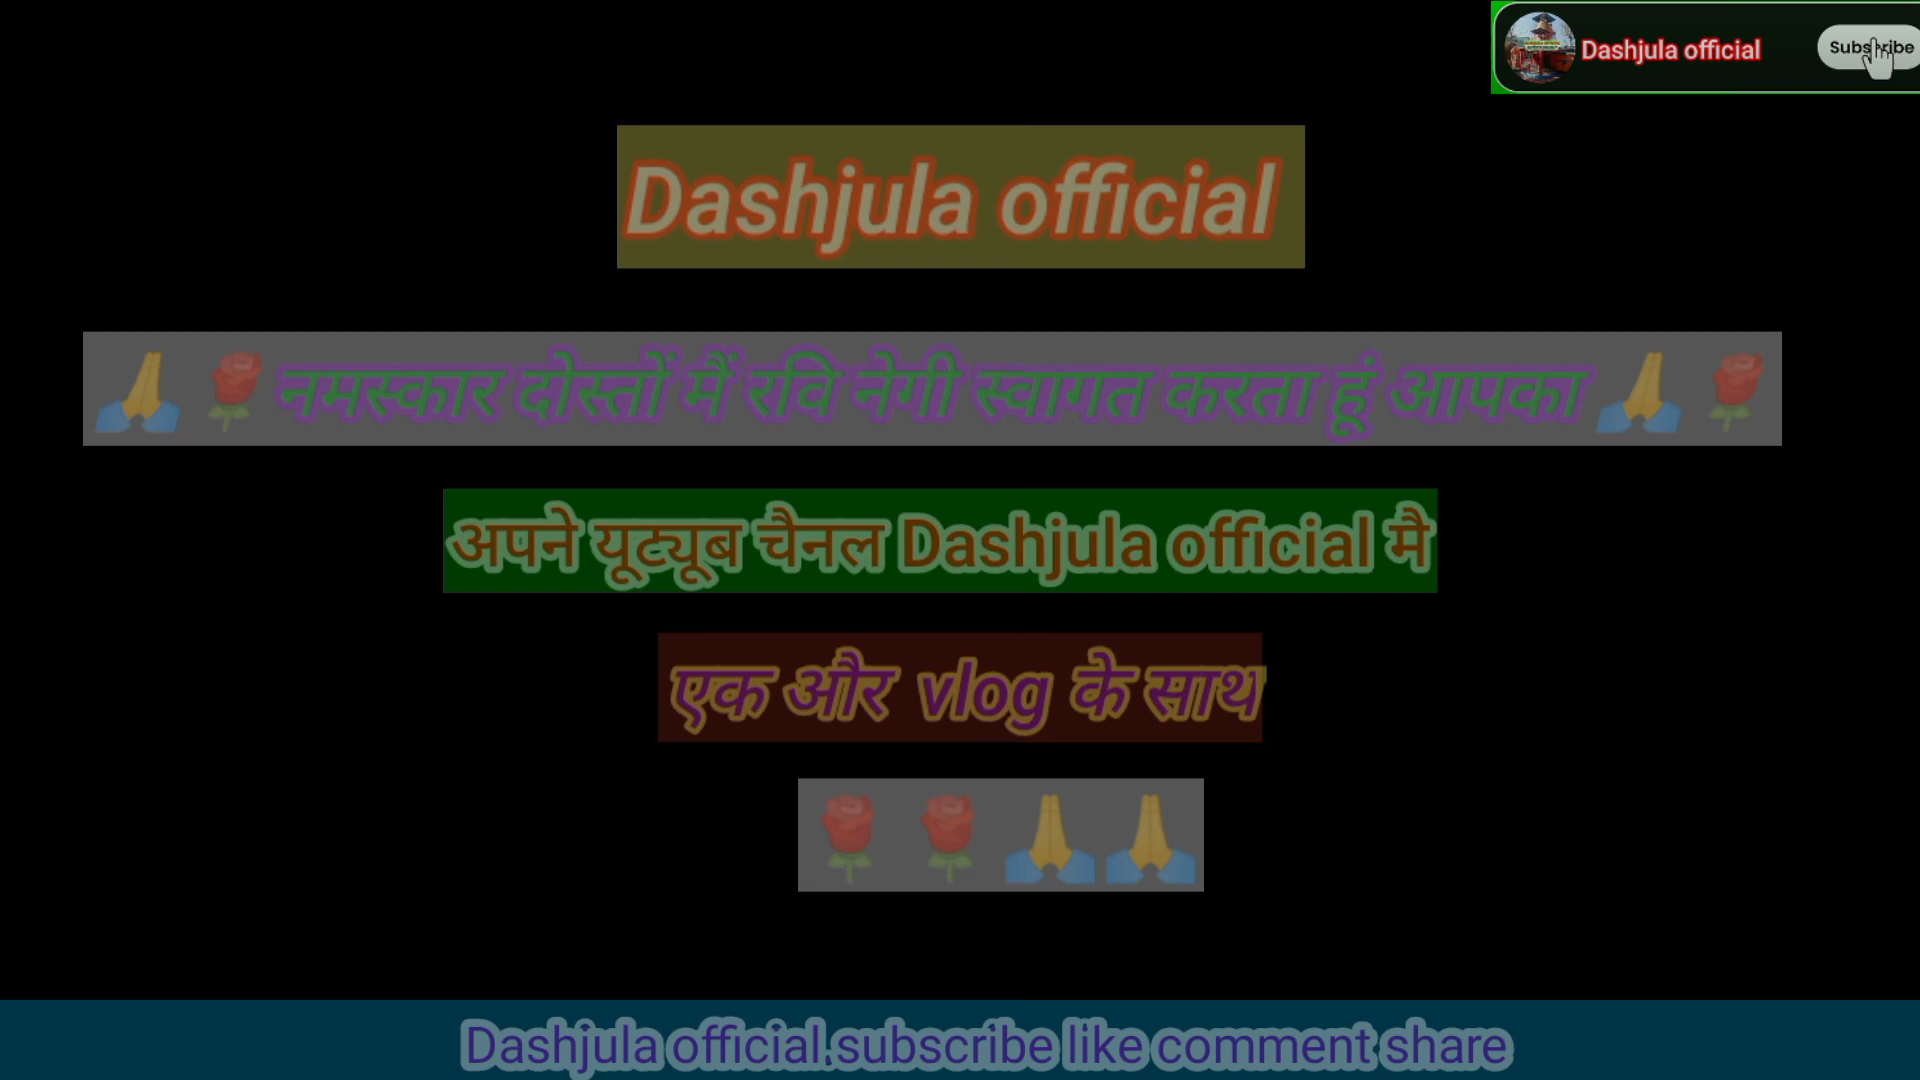 Dashjula official
Subscribe
Dashjula official
🙏🌹नमस्कार दोस्तों मैं रवि नेगी स्वागत करता हूं आपका🙏🌹
अपने यूट्यूब चैनल Dashjula official मै
एक और vlog के साथ
🌹🌹🙏🙏
Dashjula official.subscribe like comment share